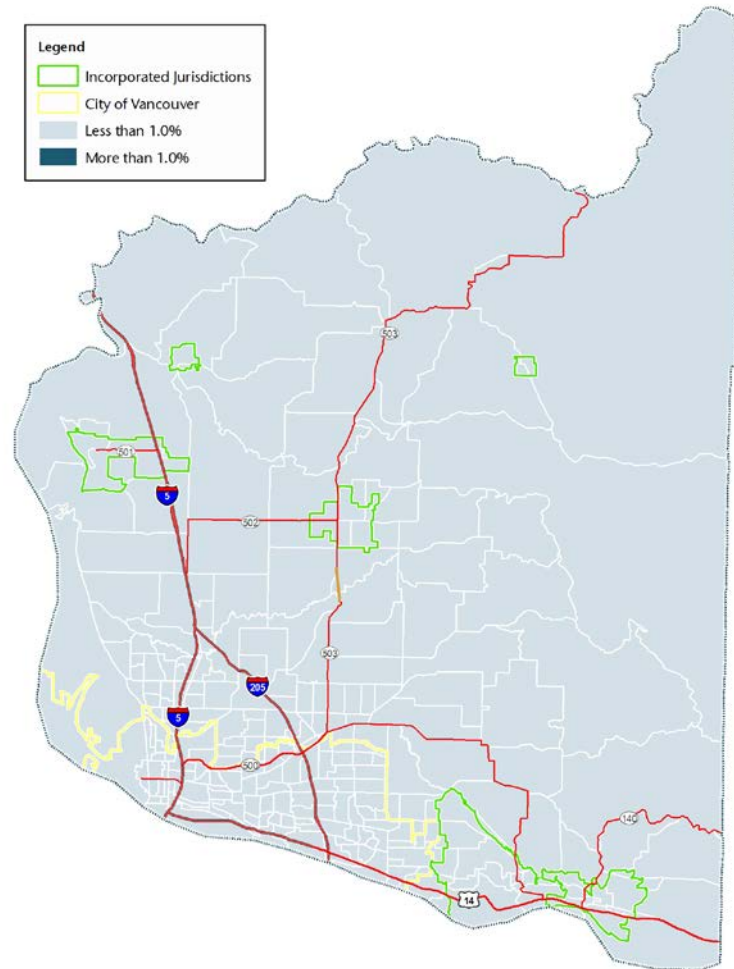 Legend
Incorporated Jurisdictions
City of Vancouver
Less than 1.0%
More than 1.0%
503
501
5
502
503
205
5
500
140
14